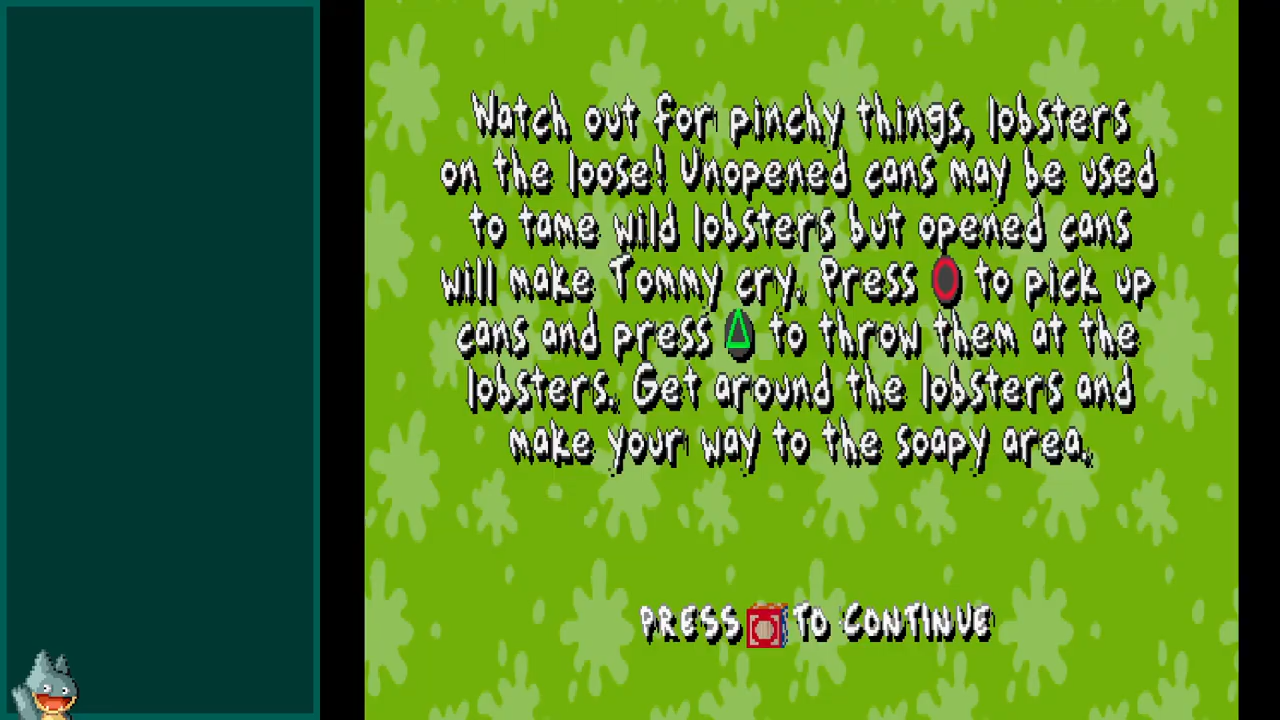 Watch out for pinchy things, lobsters
on the loose! Unopened cans may be used
to tame wild lobsters but opened cans
will make Tommy cry. Press to pick up
cans and press to throw them at the
lobsters. Get around the lobsters and
make your way to the soapy area.
PRESS TO CONTINUE